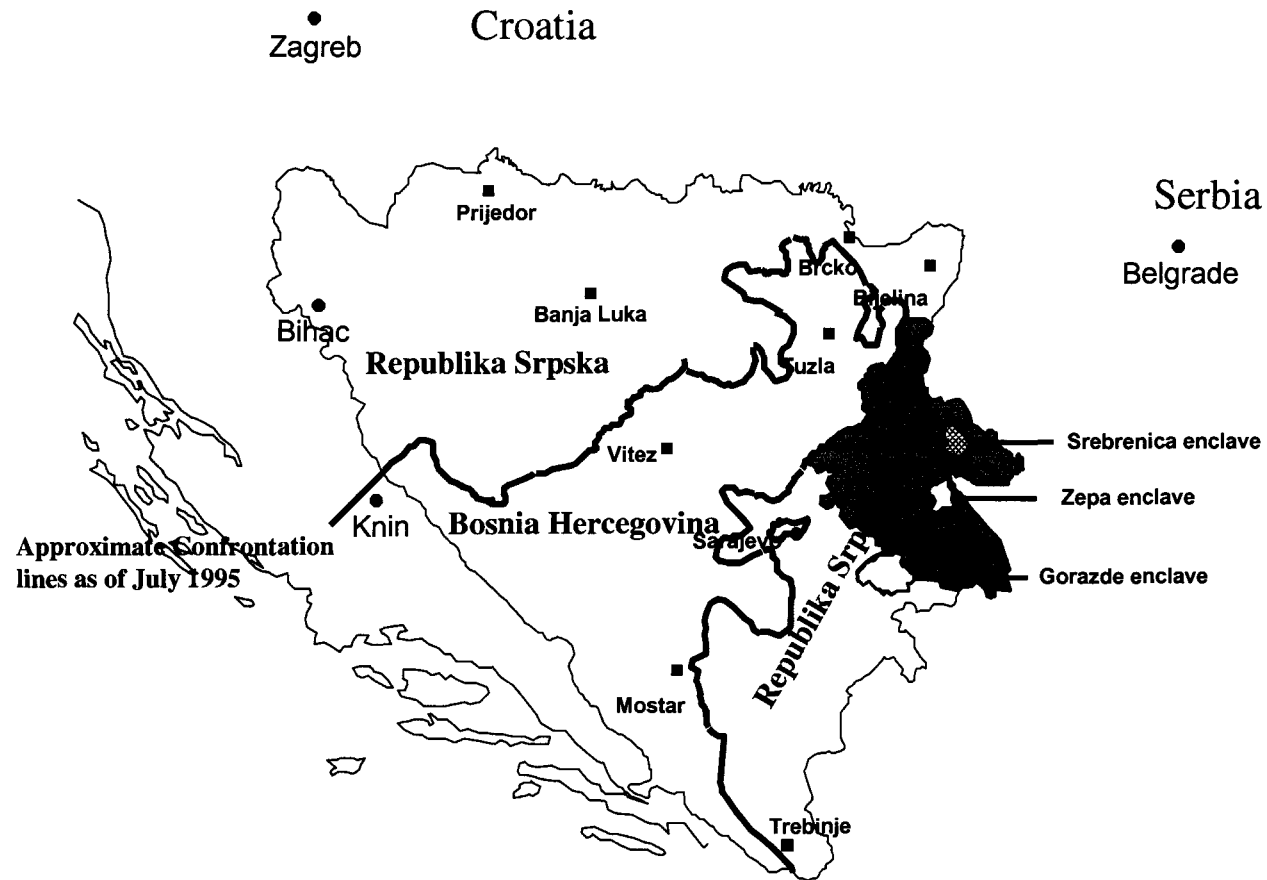 Croatia
Zagreb
Serbia
Belgrade
Prijedor
Brcko
Bijelina
Banja Luka
Bihac
Republika Srpska
Tuzla
Srebrenica enclave
Vitez
Zepa enclave
Knin
Bosnia Hercegovina
Sarajevo
Approximate Confrontation
lines as of July 1995
Gorazde enclave
Republika Srp
Mostar
Trebinje